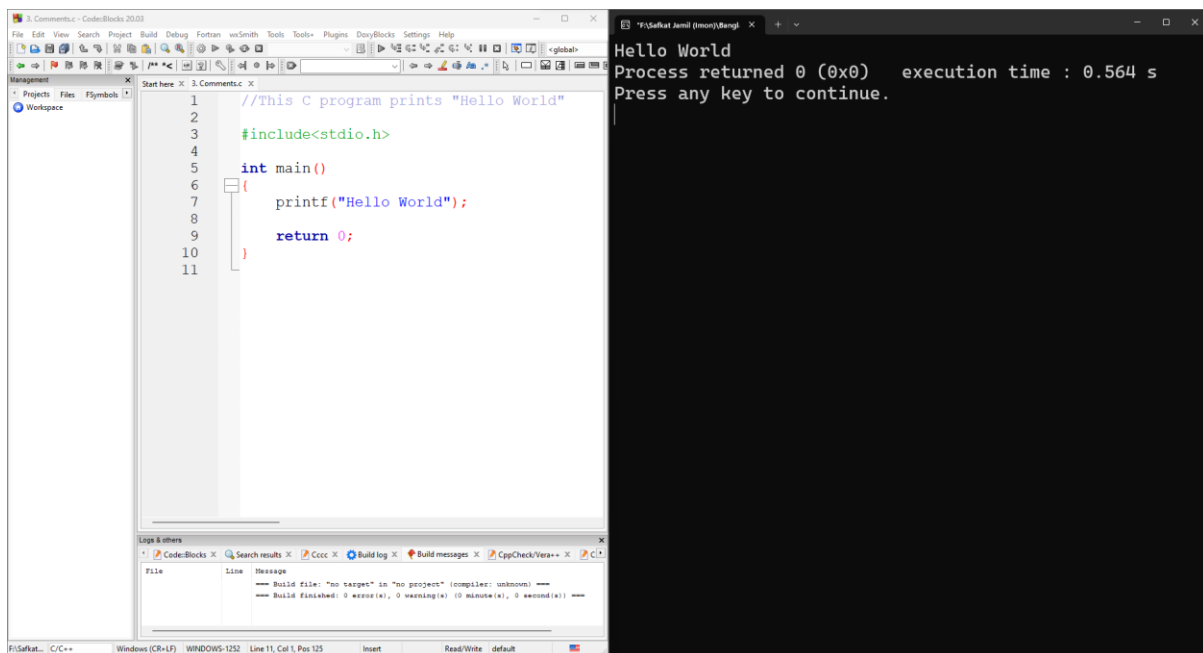 3. Comments.c - Code::Blocks 20.03
File Edit View Search Project Build Debug Fortran wxSmith Tools Tools+ Plugins DoxyBlocks Settings Help
<global>
Management
Projects Files FSymbols
Workspace
Start here X 3. Comments.c X
1 //This C program prints "Hello World"
2
3 #include<stdio.h>
4
5 int main()
6 {
7 printf("Hello World");
8
9 return 0;
10 }
11
Logs & others
Code::Blocks X Search results X Cccc X Build log X Build messages X CppCheck/Vera++ X C
File Line Message
=== Build file: "no target" in "no project" (compiler: unknown) ===
=== Build finished: 0 error(s), 0 warning(s) (0 minute(s), 0 second(s)) ===
F:\Safkat... C/C++ Windows (CR+LF) WINDOWS-1252 Line 11, Col 1, Pos 125 Insert Read/Write default
"F:\Safkat Jamil (Imon)\Bangl
Hello World
Process returned 0 (0x0) execution time : 0.564 s
Press any key to continue.